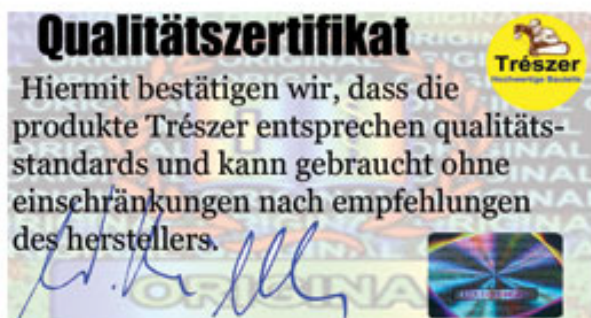 Qualitätszertifikat
Trészer
Hochwertige Bauteile
Hiermit bestätigen wir, dass die
produkte Trészer entsprechen qualitäts-
standards und kann gebraucht ohne
einschränkungen nach empfehlungen
des herstellers.
ORIGINAL